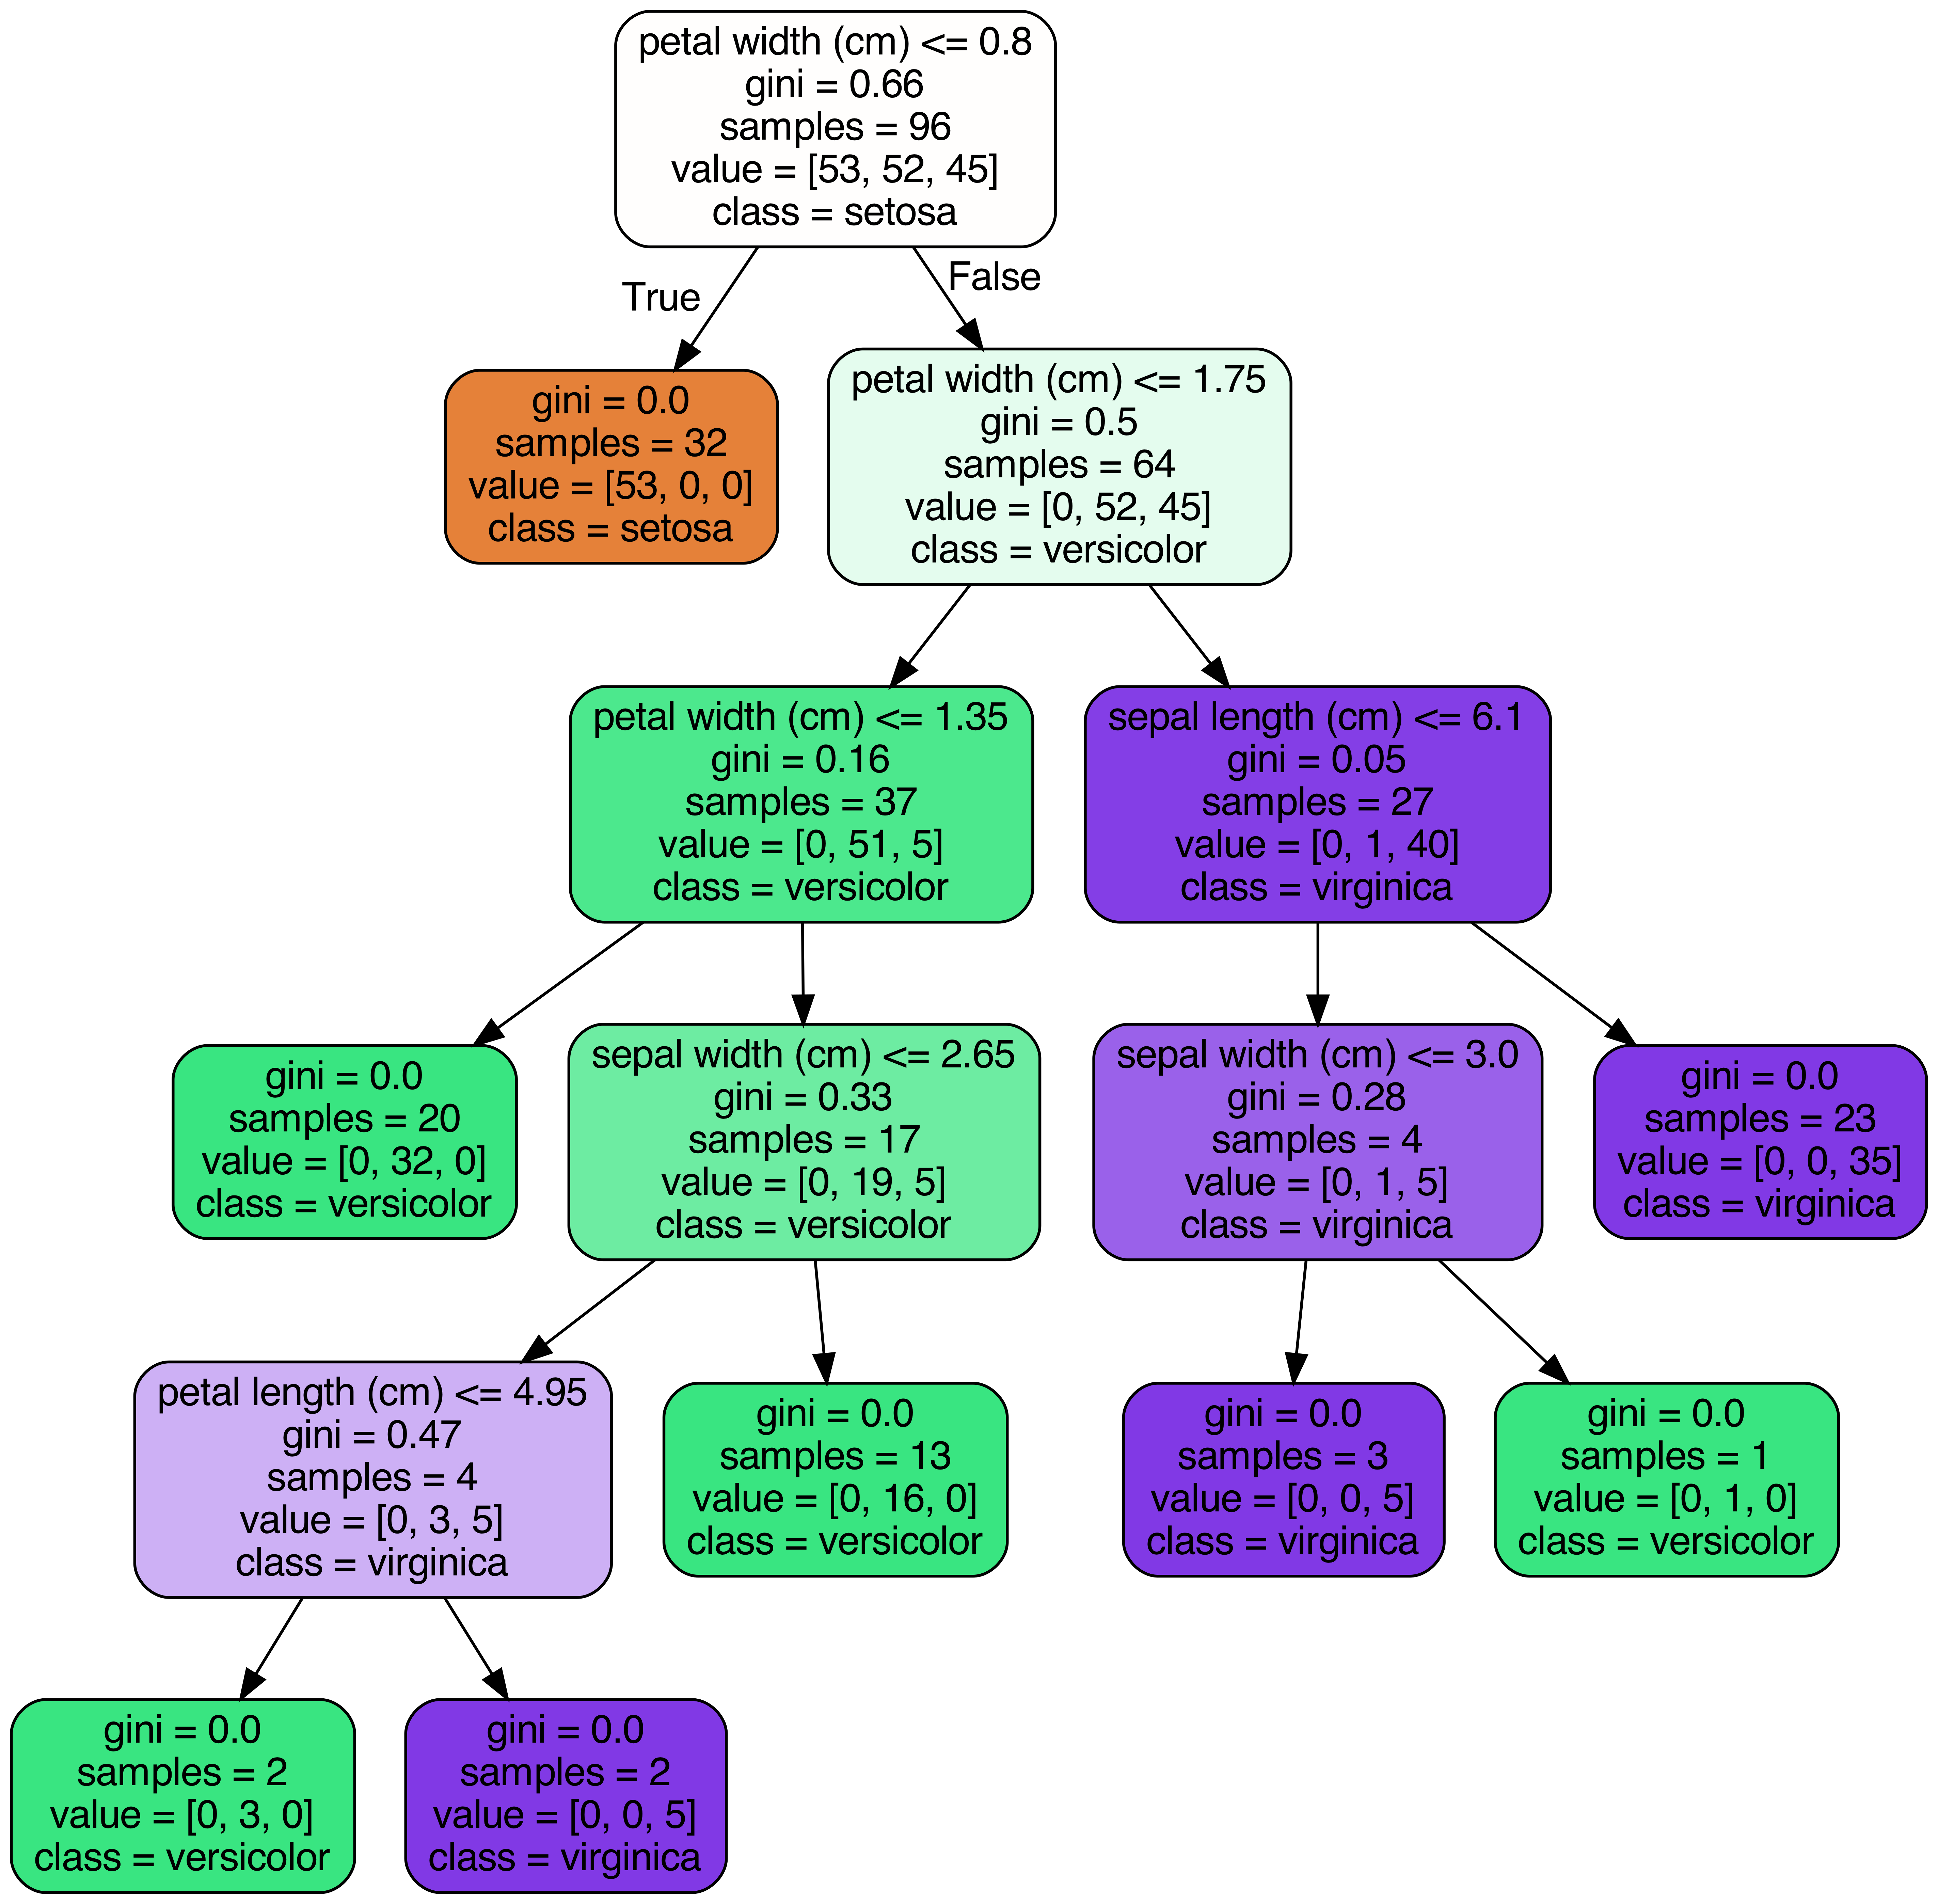 petal width (cm) <= 0.8
gini = 0.66
samples = 96
value = [53, 52, 45]
class = setosa
True
False
gini = 0.0
samples = 32
value = [53, 0, 0]
class = setosa
petal width (cm) <= 1.75
gini = 0.5
samples = 64
value = [0, 52, 45]
class = versicolor
petal width (cm) <= 1.35
gini = 0.16
samples = 37
value = [0, 51, 5]
class = versicolor
sepal length (cm) <= 6.1
gini = 0.05
samples = 27
value = [0, 1, 40]
class = virginica
gini = 0.0
samples = 20
value = [0, 32, 0]
class = versicolor
sepal width (cm) <= 2.65
gini = 0.33
samples = 17
value = [0, 19, 5]
class = versicolor
sepal width (cm) <= 3.0
gini = 0.28
samples = 4
value = [0, 1, 5]
class = virginica
gini = 0.0
samples = 23
value = [0, 0, 35]
class = virginica
petal length (cm) <= 4.95
gini = 0.47
samples = 4
value = [0, 3, 5]
class = virginica
gini = 0.0
samples = 13
value = [0, 16, 0]
class = versicolor
gini = 0.0
samples = 3
value = [0, 0, 5]
class = virginica
gini = 0.0
samples = 1
value = [0, 1, 0]
class = versicolor
gini = 0.0
samples = 2
value = [0, 3, 0]
class = versicolor
gini = 0.0
samples = 2
value = [0, 0, 5]
class = virginica